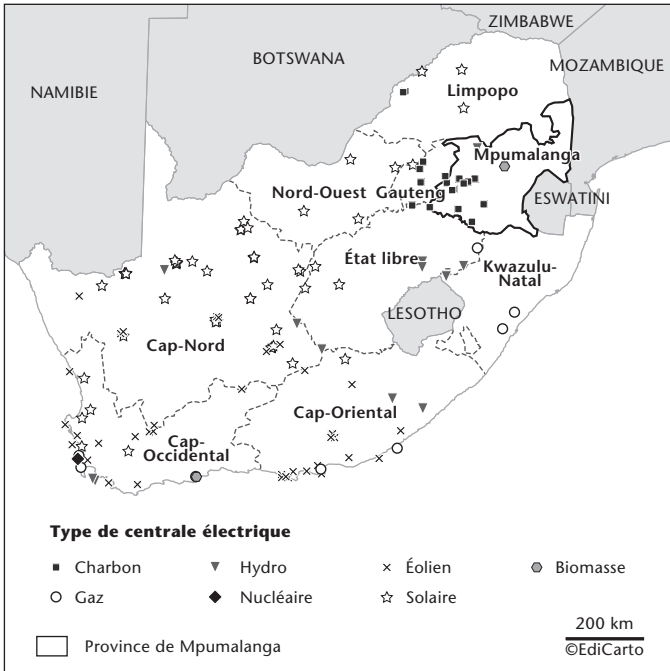 ZIMBABWE
BOTSWANA
MOZAMBIQUE
NAMIBIE
Limpopo
Mpumalanga
Nord-Ouest
Gauteng
ESWATINI
État libre
Kwazulu-
Natal
LESOTHO
Cap-Nord
Cap-Oriental
Cap-
Occidental
Type de centrale électrique
Charbon
Hydro
Éolien
Biomasse
Gaz
Nucléaire
Solaire
Province de Mpumalanga
200 km
©EdiCarto